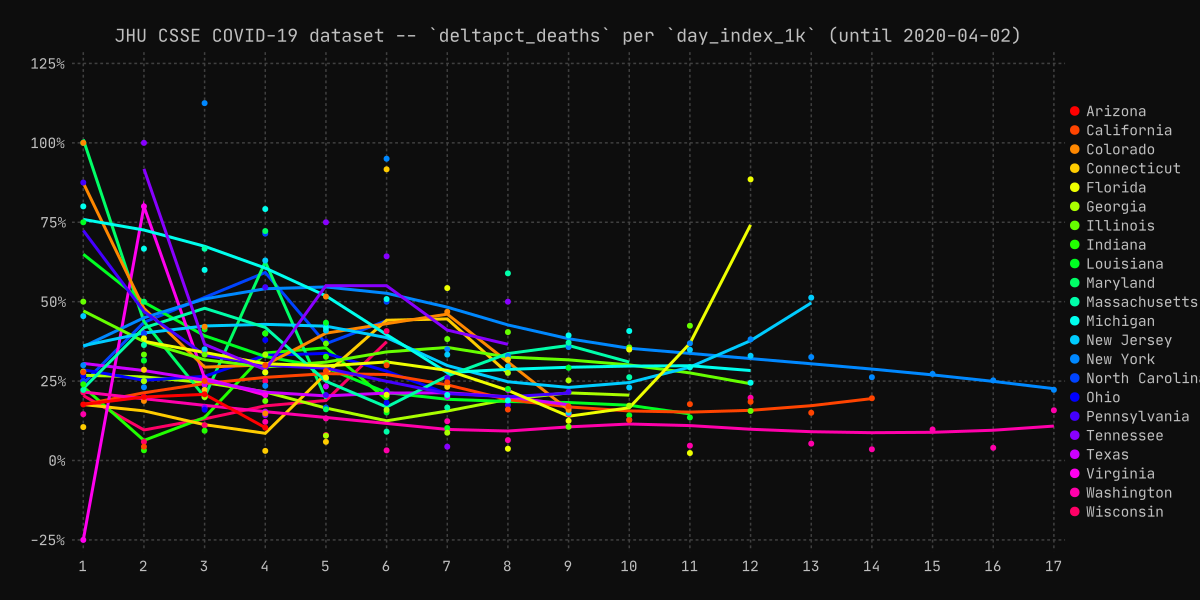 JHU CSSE COVID-19 dataset -- `deltapct_deaths` per `day_index_1k` (until 2020-04-02)
125%
100%
75%
50%
25%
0%
-25%
1 2 3 4 5 6 7 8 9 10 11 12 13 14 15 16 17
Arizona
California
Colorado
Connecticut
Florida
Georgia
Illinois
Indiana
Louisiana
Maryland
Massachusetts
Michigan
New Jersey
New York
North Carolina
Ohio
Pennsylvania
Tennessee
Texas
Virginia
Washington
Wisconsin